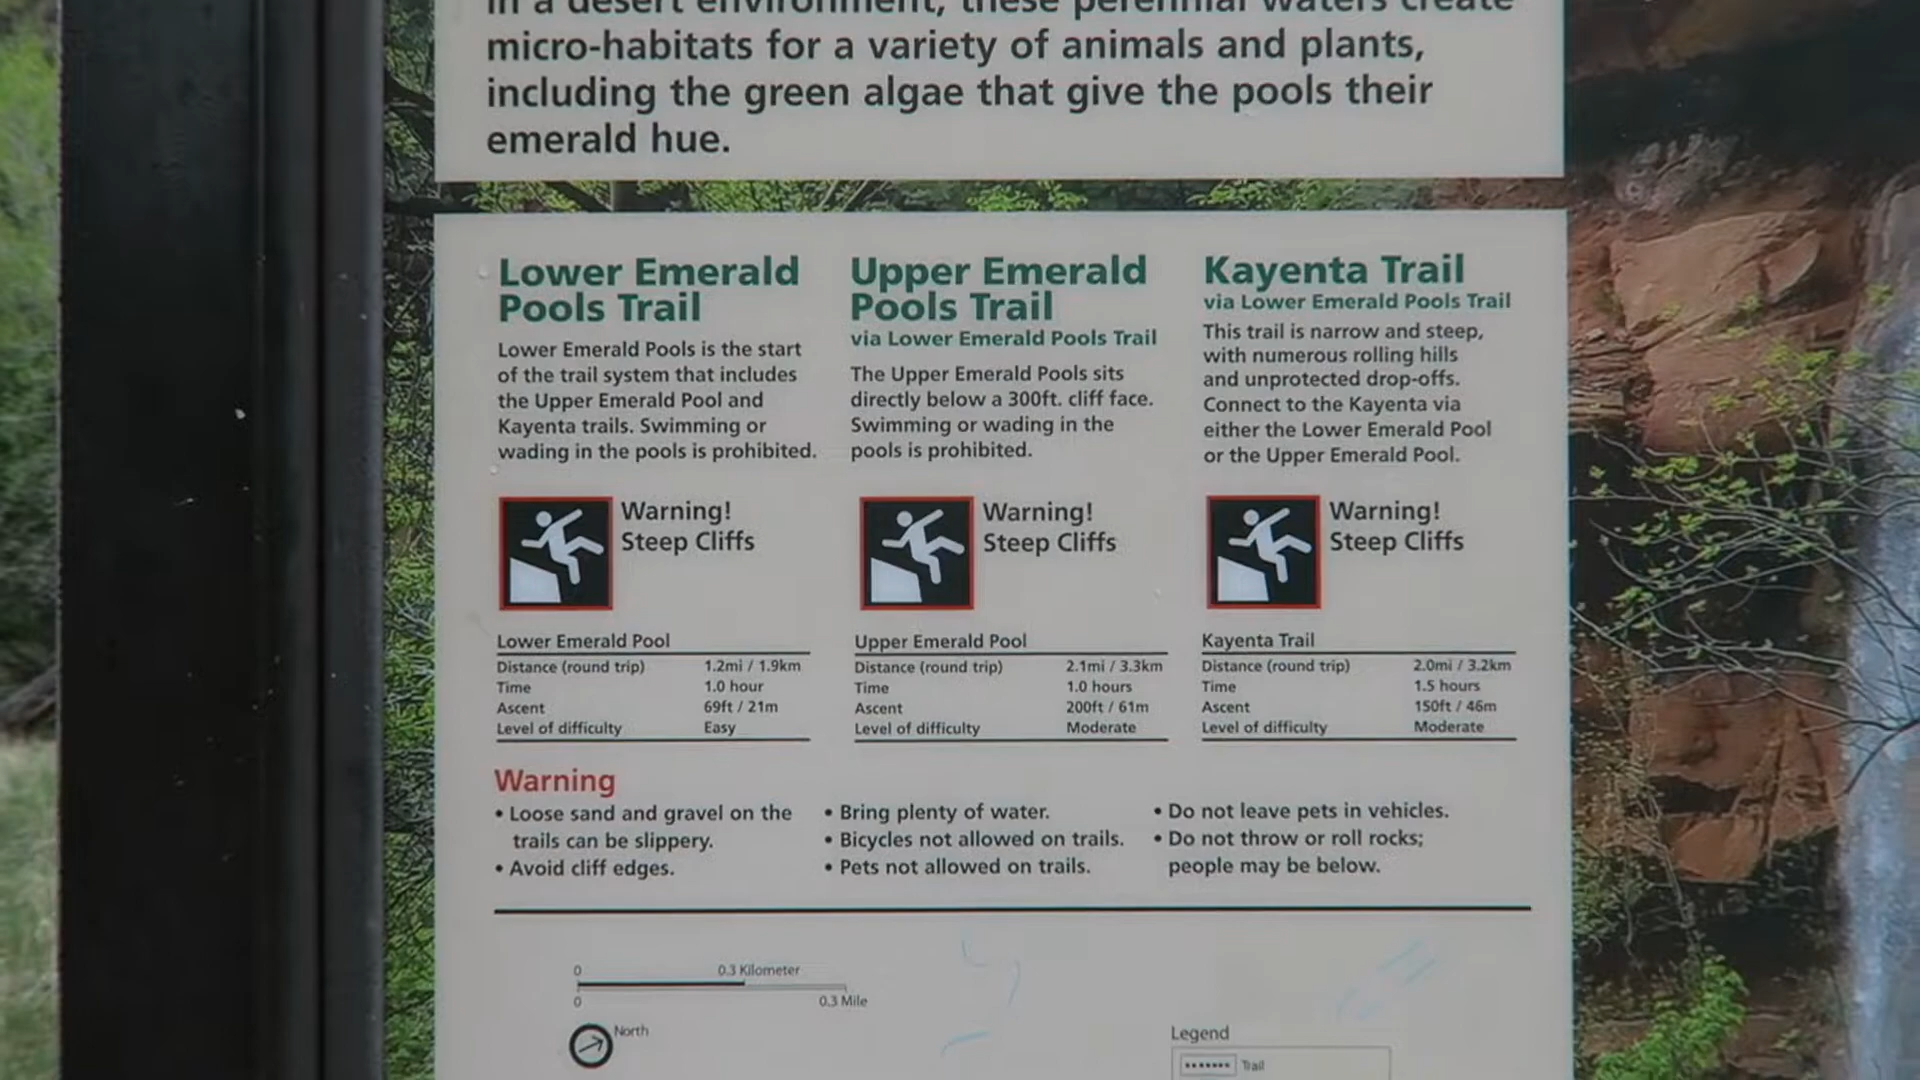 in a desert environment, these perennial waters create
micro-habitats for a variety of animals and plants,
including the green algae that give the pools their
emerald hue.
Lower Emerald
Pools Trail
Lower Emerald Pools is the start
of the trail system that includes
the Upper Emerald Pool and
Kayenta trails. Swimming or
wading in the pools is prohibited.
Warning!
Steep Cliffs
Lower Emerald Pool
Distance (round trip) 1.2mi / 1.9km
Time 1.0 hour
Ascent 69ft / 21m
Level of difficulty Easy
Upper Emerald
Pools Trail
via Lower Emerald Pools Trail
The Upper Emerald Pools sits
directly below a 300ft. cliff face.
Swimming or wading in the
pools is prohibited.
Warning!
Steep Cliffs
Upper Emerald Pool
Distance (round trip) 2.1mi / 3.3km
Time 1.0 hours
Ascent 200ft / 61m
Level of difficulty Moderate
Kayenta Trail
via Lower Emerald Pools Trail
This trail is narrow and steep,
with numerous rolling hills
and unprotected drop-offs.
Connect to the Kayenta via
either the Lower Emerald Pool
or the Upper Emerald Pool.
Warning!
Steep Cliffs
Kayenta Trail
Distance (round trip) 2.0mi / 3.2km
Time 1.5 hours
Ascent 150ft / 46m
Level of difficulty Moderate
Warning
• Loose sand and gravel on the
trails can be slippery.
• Avoid cliff edges.
• Bring plenty of water.
• Bicycles not allowed on trails.
• Pets not allowed on trails.
• Do not leave pets in vehicles.
• Do not throw or roll rocks;
people may be below.
0 0.3 Kilometer
0 0.3 Mile
North
Legend
Trail